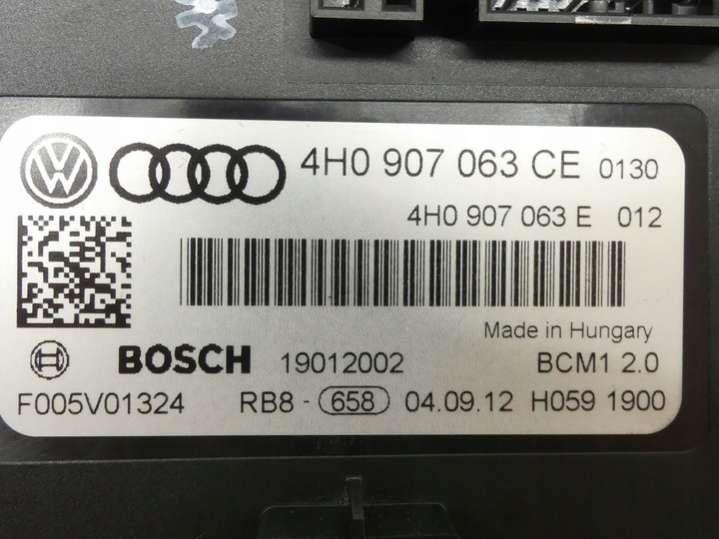 4H0 907 063 CE 0130
4H0 907 063 E 012
Made in Hungary
BOSCH 19012002 BCM1 2.0
F005V01324 RB8 - 658 04.09.12 H059 1900